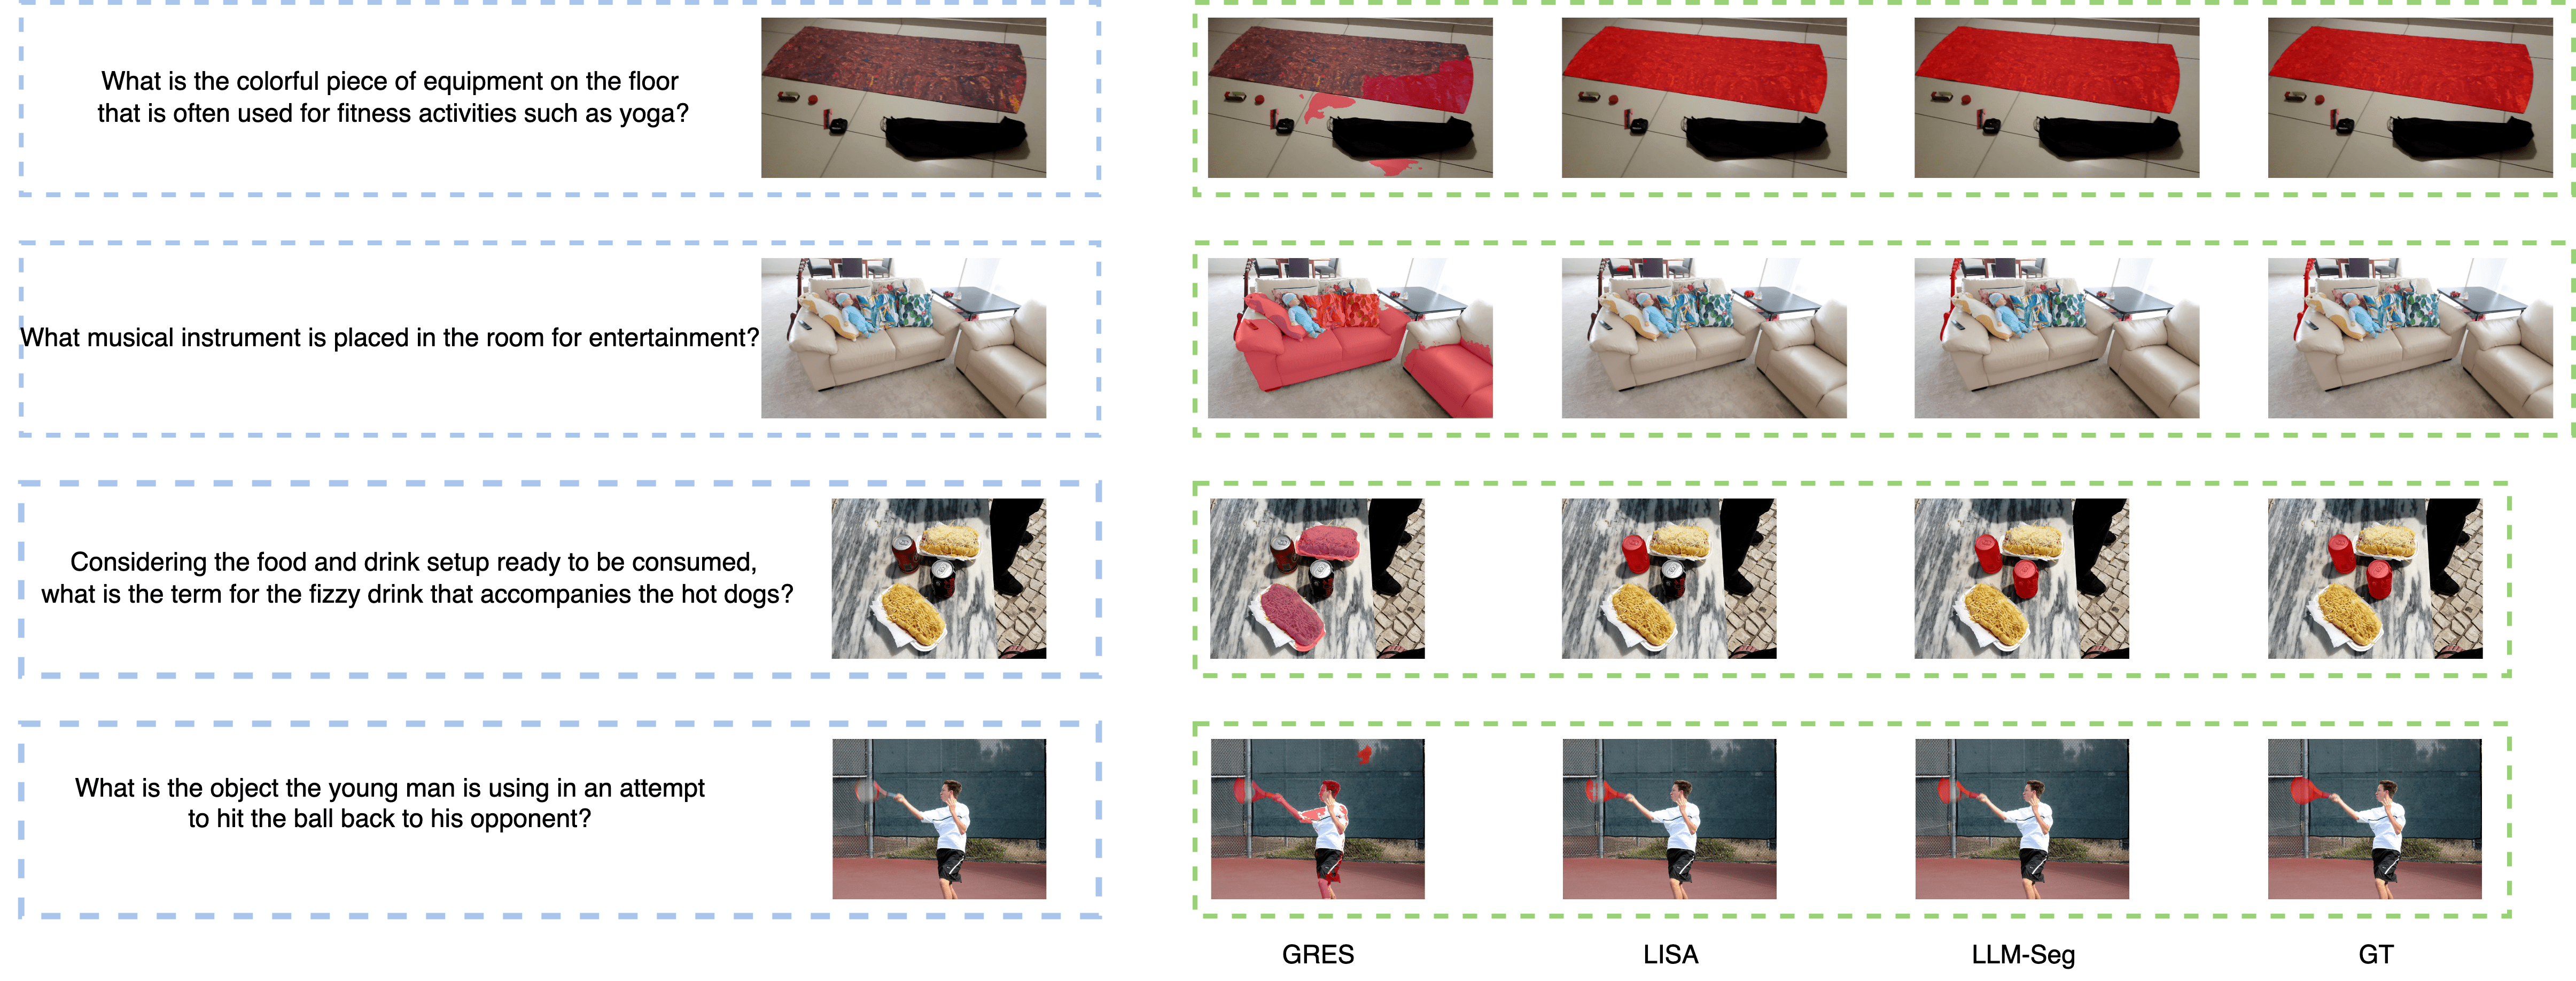 What is the colorful piece of equipment on the floor
that is often used for fitness activities such as yoga?
What musical instrument is placed in the room for entertainment?
Considering the food and drink setup ready to be consumed,
what is the term for the fizzy drink that accompanies the hot dogs?
What is the object the young man is using in an attempt
to hit the ball back to his opponent?
GRES
LISA
LLM-Seg
GT